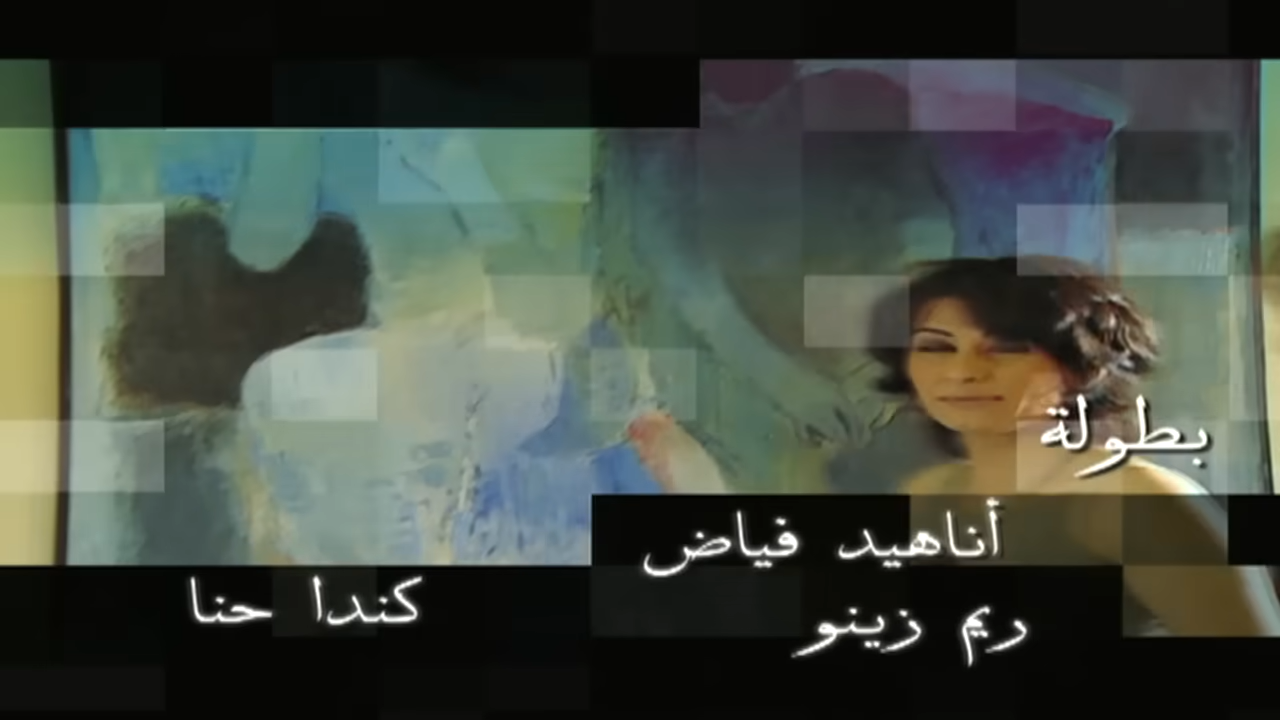 بطولة
أناهيد فياض
ريم زينو
كندا حنا